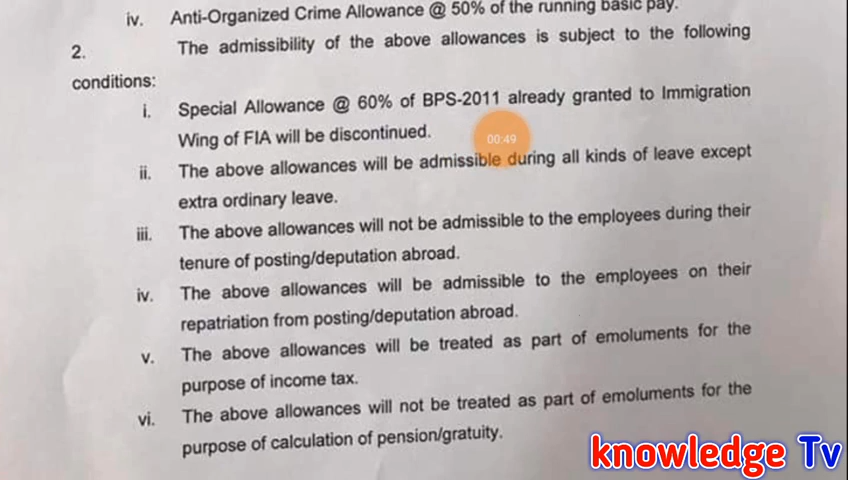 iv. Anti-Organized Crime Allowance @ 50% of the running basic pay.
2. The admissibility of the above allowances is subject to the following
conditions:
i. Special Allowance @ 60% of BPS-2011 already granted to Immigration
Wing of FIA will be discontinued.
00:49
ii. The above allowances will be admissible during all kinds of leave except
extra ordinary leave.
iii. The above allowances will not be admissible to the employees during their
tenure of posting/deputation abroad.
iv. The above allowances will be admissible to the employees on their
repatriation from posting/deputation abroad.
v. The above allowances will be treated as part of emoluments for the
purpose of income tax.
vi. The above allowances will not be treated as part of emoluments for the
purpose of calculation of pension/gratuity.
knowledge Tv